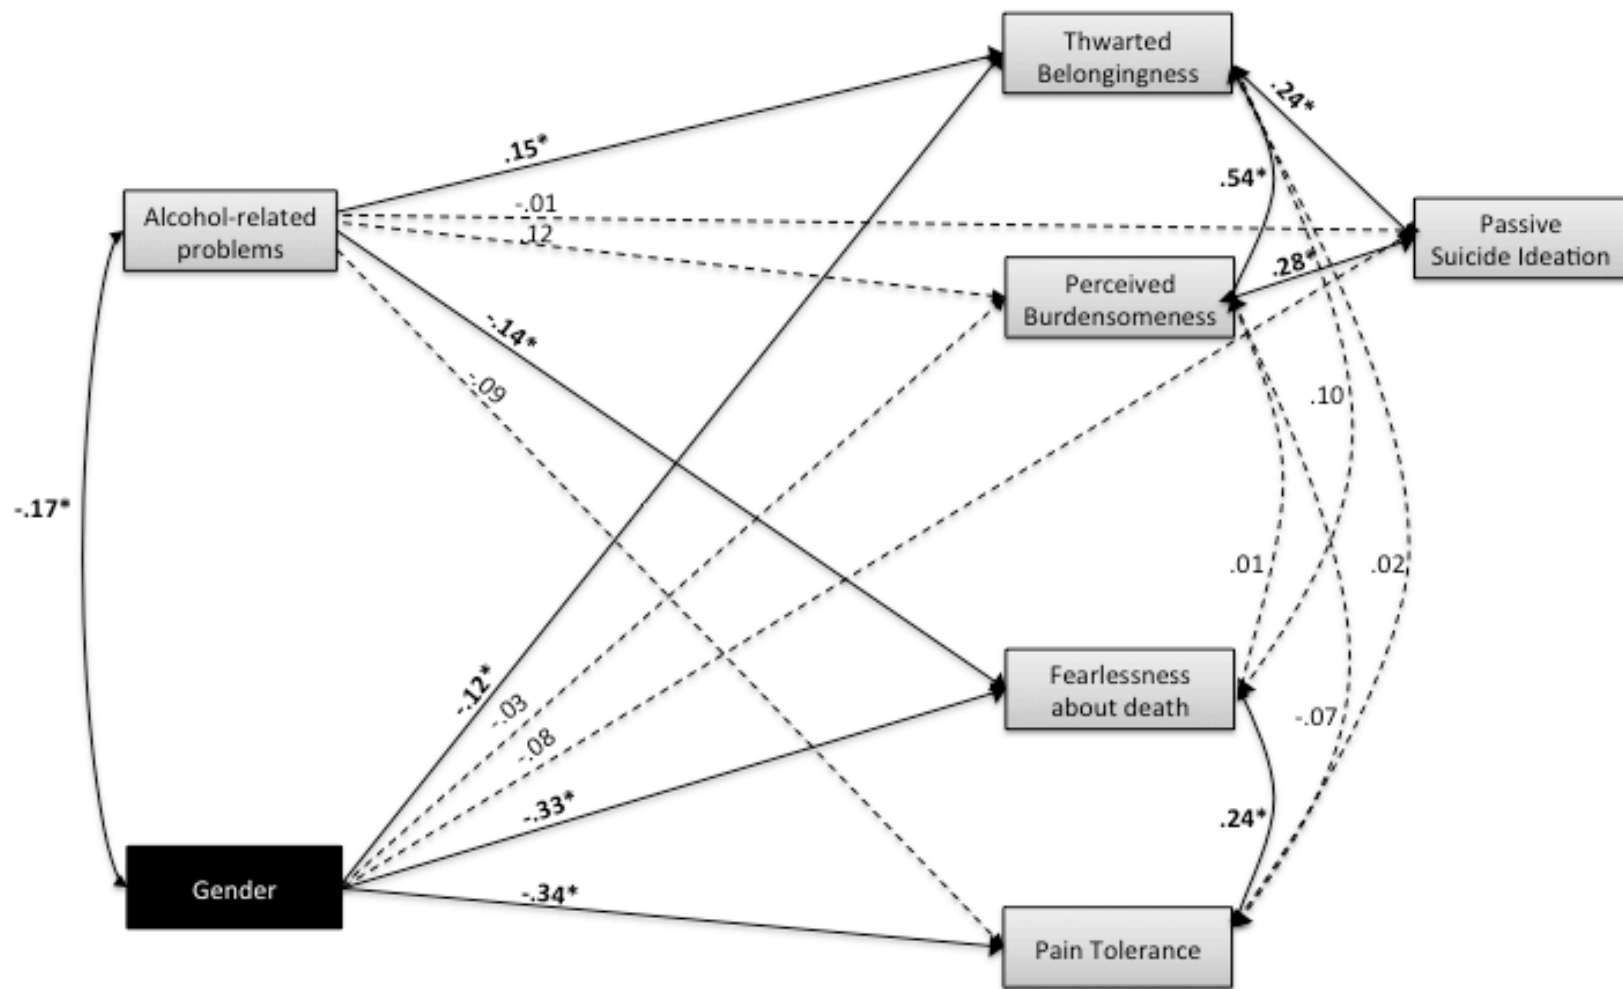 Thwarted
Belongingness
.24*
.15*
.54*
Alcohol-related
problems
-.01
.12
Passive
Suicide Ideation
.28*
Perceived
Burdensomeness
-.14*
-.09
.10
-.17*
.01
.02
-.12*
-.03
-.08
Fearlessness
about death
-.07
-.33*
.24*
Gender
-.34*
Pain Tolerance